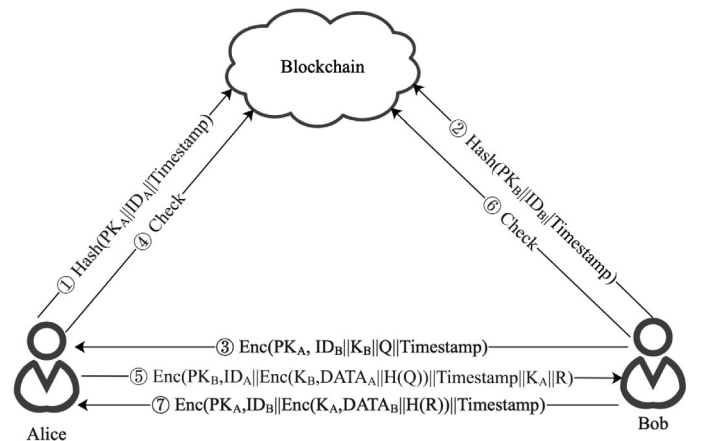 Blockchain
① Hash(PKA||IDA||Timestamp)
② Hash(PKB||IDB||Timestamp)
④ Check
⑥ Check
③ Enc(PKA, IDB||KB||Q||Timestamp)
⑤ Enc(PKB,IDA||Enc(KB,DATAA||H(Q))||Timestamp||KA||R)
⑦ Enc(PKA,IDB||Enc(KA,DATAB||H(R))||Timestamp)
Alice
Bob